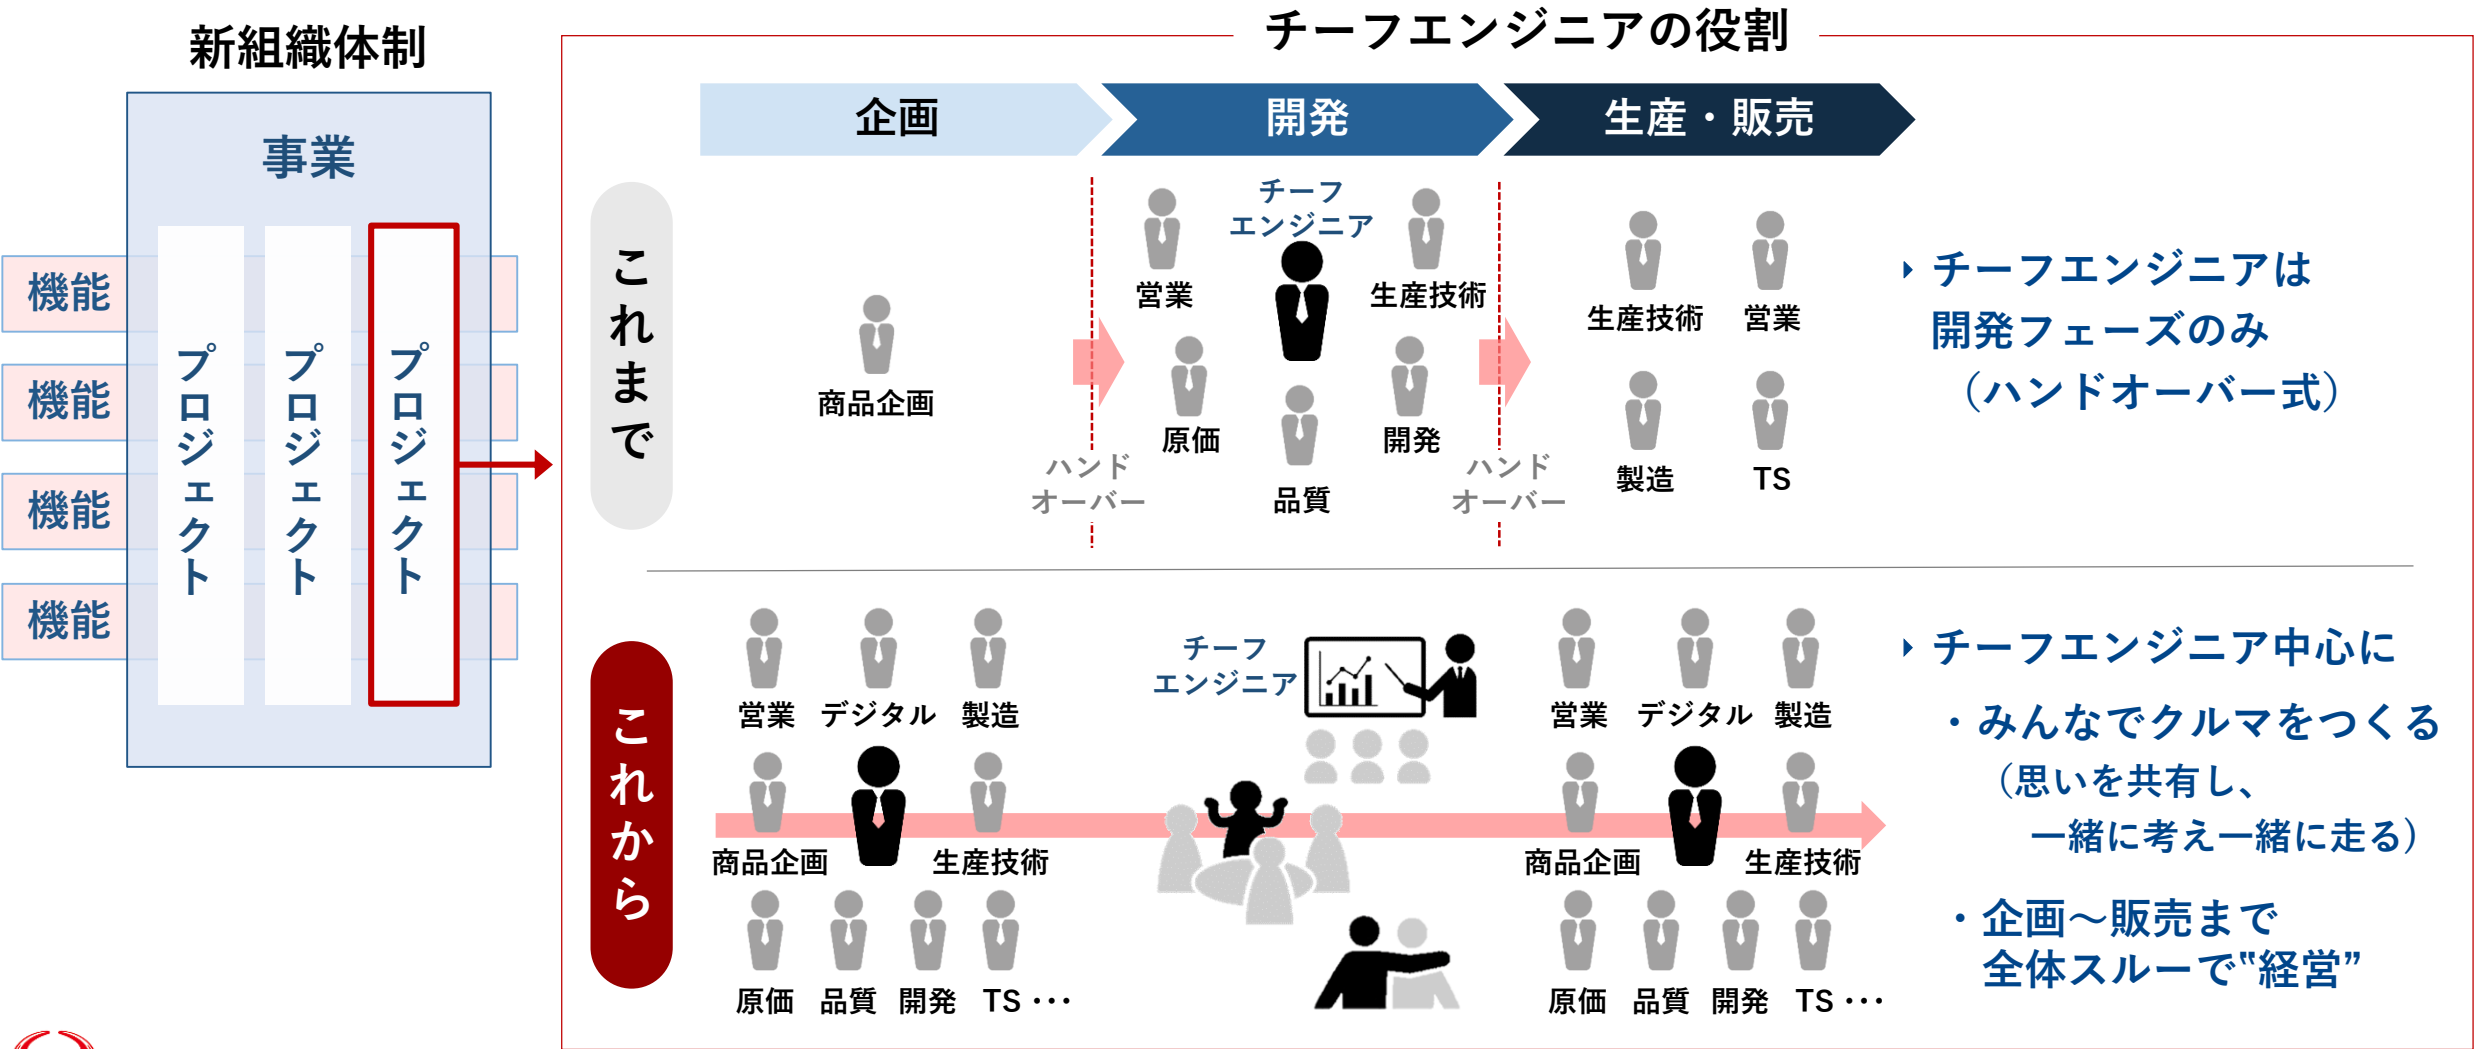 新組織体制
事業
機能
機能
機能
機能
プロジェクト
プロジェクト
プロジェクト
チーフエンジニアの役割
企画
開発
生産・販売
これまで
商品企画
ハンド
オーバー
営業
チーフ
エンジニア
生産技術
原価
品質
開発
ハンド
オーバー
生産技術
営業
製造
TS
チーフエンジニアは
開発フェーズのみ
（ハンドオーバー式）
これから
営業
デジタル
製造
商品企画
生産技術
原価
品質
開発
TS ･･･
チーフ
エンジニア
営業
デジタル
製造
商品企画
生産技術
原価
品質
開発
TS ･･･
チーフエンジニア中心に
・みんなでクルマをつくる
（思いを共有し、
一緒に考え一緒に走る）
・企画～販売まで
全体スルーで‟経営”